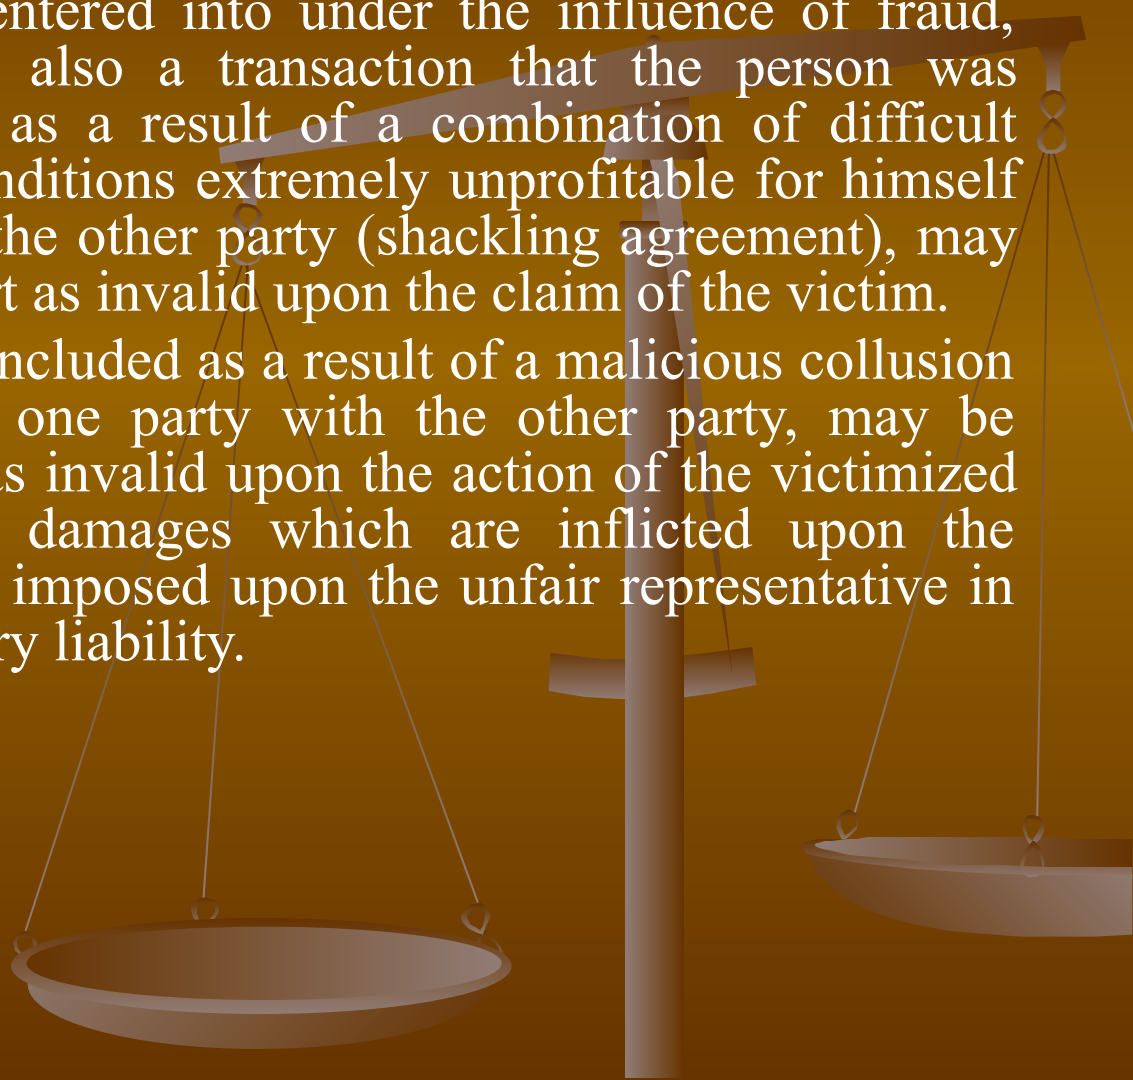 entered into under the influence of fraud,
also a transaction that the person was
as a result of a combination of difficult
nditions extremely unprofitable for himself
the other party (shackling agreement), may
rt as invalid upon the claim of the victim.
ncluded as a result of a malicious collusion
one party with the other party, may be
as invalid upon the action of the victimized
damages which are inflicted upon the
imposed upon the unfair representative in
ry liability.